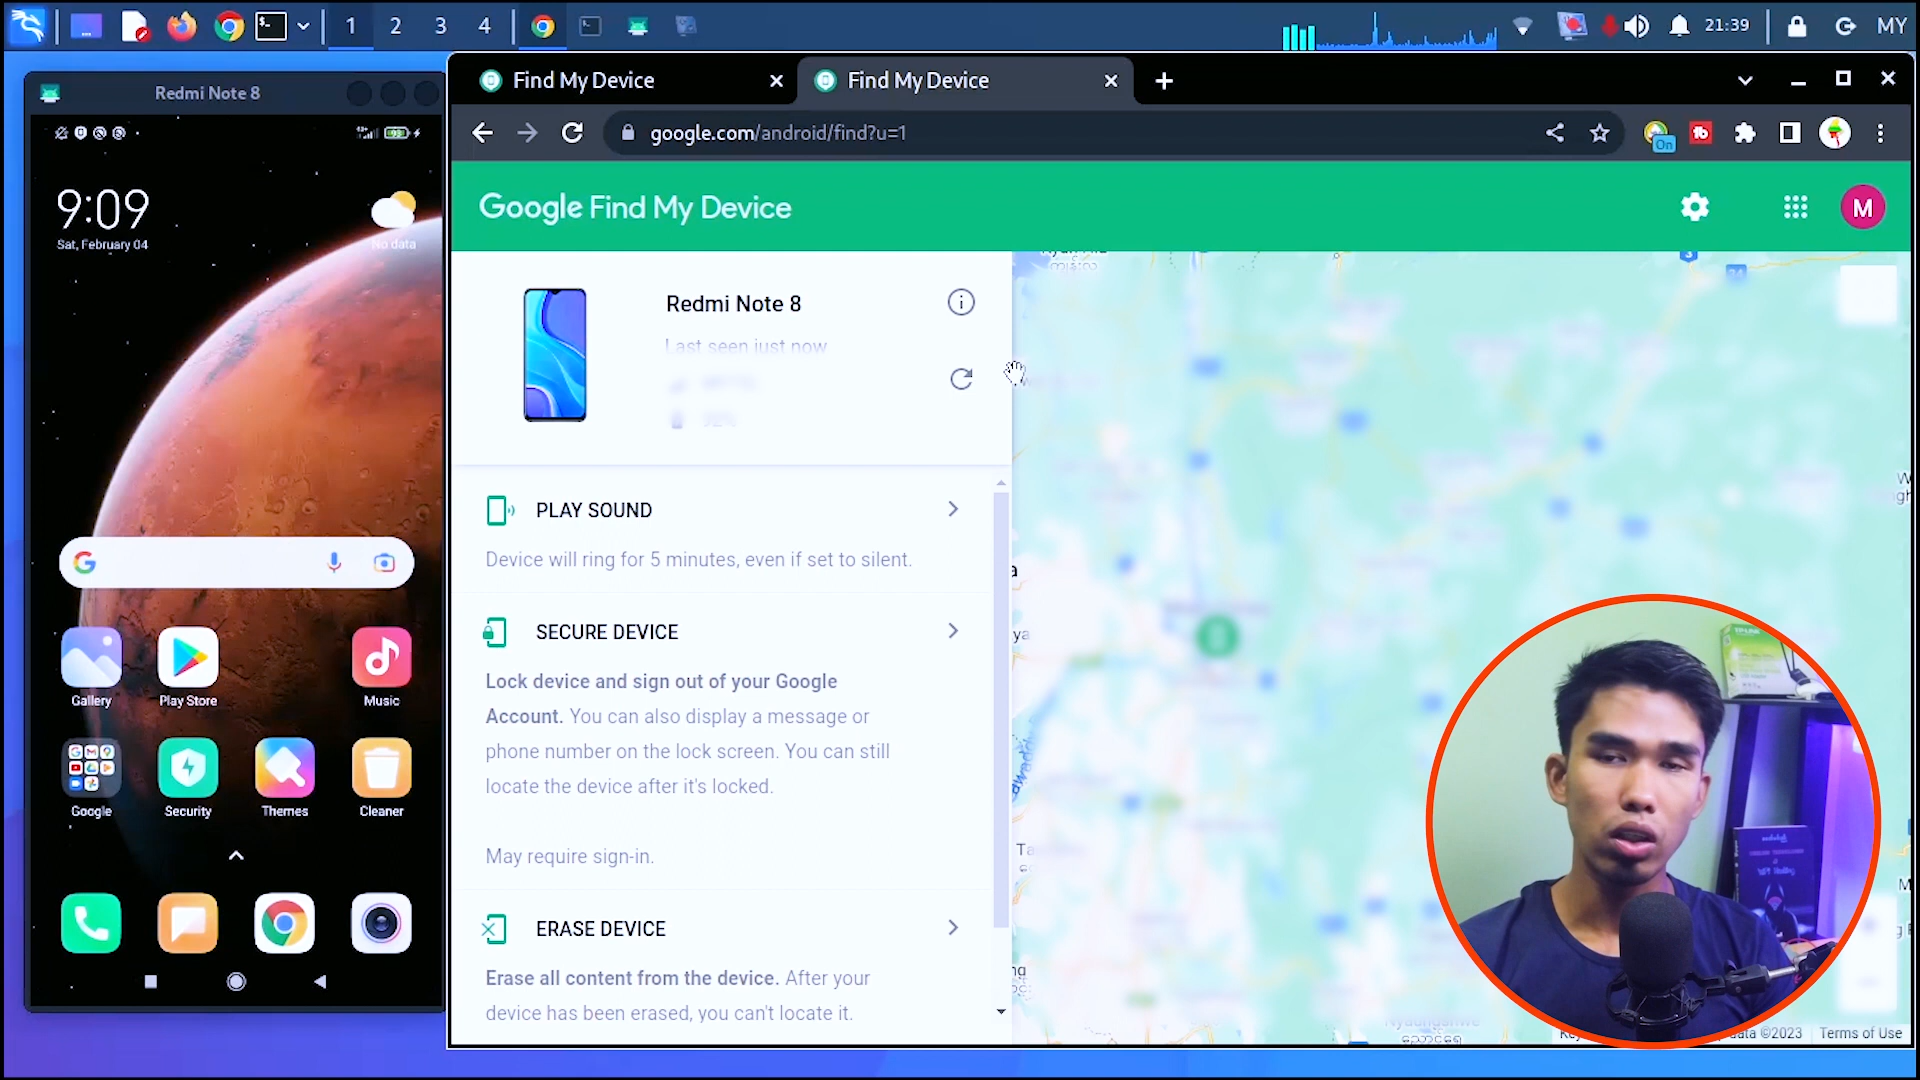 1
2
3
4
21:39
MY
Redmi Note 8
Find My Device
Find My Device
google.com/android/find?u=1
On
9:09
Sat, February 04
No data
Google Find My Device
M
Redmi Note 8
Last seen just now
PLAY SOUND
Device will ring for 5 minutes, even if set to silent.
SECURE DEVICE
Lock device and sign out of your Google
Account. You can also display a message or
phone number on the lock screen. You can still
locate the device after it's locked.
May require sign-in.
ERASE DEVICE
Erase all content from the device. After your
device has been erased, you can't locate it.
Gallery
Play Store
Music
Google
Security
Themes
Cleaner
TP-LINK
data ©2023
Terms of Use